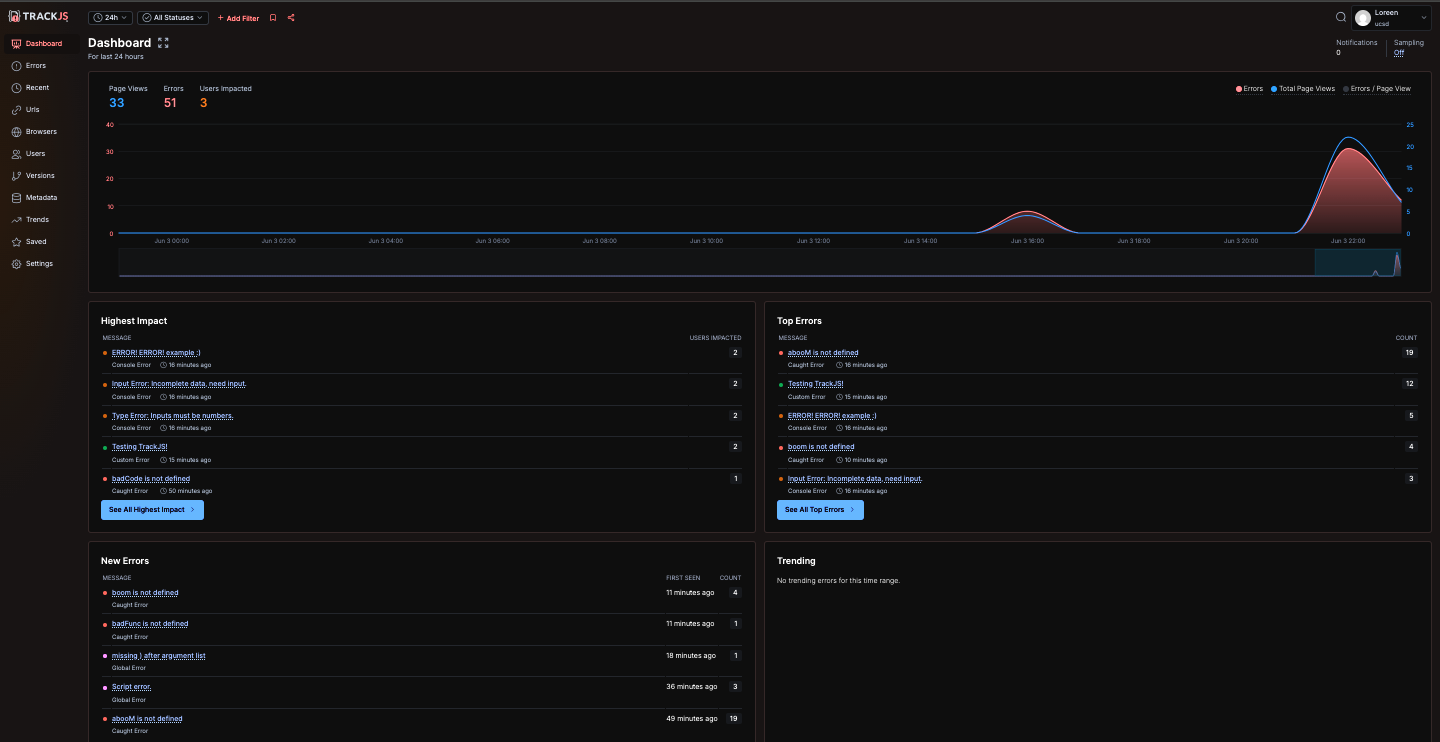 TRACKJS
24h
All Statuses
+ Add Filter
Loreen
ucsd
Dashboard
Errors
Recent
Urls
Browsers
Users
Versions
Metadata
Trends
Saved
Settings
Dashboard
For last 24 hours
Notifications
0
Sampling
Off
Page Views
33
Errors
51
Users Impacted
3
Errors
Total Page Views
Errors / Page View
40
30
20
10
0
25
20
15
10
5
0
Jun 3 00:00
Jun 3 02:00
Jun 3 04:00
Jun 3 06:00
Jun 3 08:00
Jun 3 10:00
Jun 3 12:00
Jun 3 14:00
Jun 3 16:00
Jun 3 18:00
Jun 3 20:00
Jun 3 22:00
Highest Impact
MESSAGE USERS IMPACTED
ERROR! ERROR! example :) 2
Console Error 16 minutes ago
Input Error: Incomplete data, need input. 2
Console Error 16 minutes ago
Type Error: Inputs must be numbers. 2
Console Error 16 minutes ago
Testing TrackJS! 2
Custom Error 15 minutes ago
badCode is not defined 1
Caught Error 50 minutes ago
See All Highest Impact
Top Errors
MESSAGE COUNT
abooM is not defined 19
Caught Error 16 minutes ago
Testing TrackJS! 12
Custom Error 15 minutes ago
ERROR! ERROR! example :) 5
Console Error 16 minutes ago
boom is not defined 4
Caught Error 10 minutes ago
Input Error: Incomplete data, need input. 3
Console Error 16 minutes ago
See All Top Errors
New Errors
MESSAGE FIRST SEEN COUNT
boom is not defined 11 minutes ago 4
Caught Error
badFunc is not defined 11 minutes ago 1
Caught Error
missing ) after argument list 18 minutes ago 1
Global Error
Script error. 36 minutes ago 3
Global Error
abooM is not defined 49 minutes ago 19
Caught Error
Trending
No trending errors for this time range.